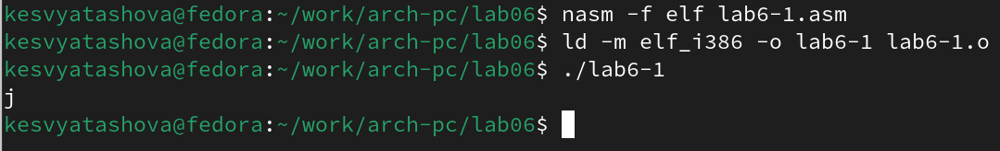 kesvyatashova@fedora:~/work/arch-pc/lab06$ nasm -f elf lab6-1.asm
kesvyatashova@fedora:~/work/arch-pc/lab06$ ld -m elf_i386 -o lab6-1 lab6-1.o
kesvyatashova@fedora:~/work/arch-pc/lab06$ ./lab6-1
j
kesvyatashova@fedora:~/work/arch-pc/lab06$